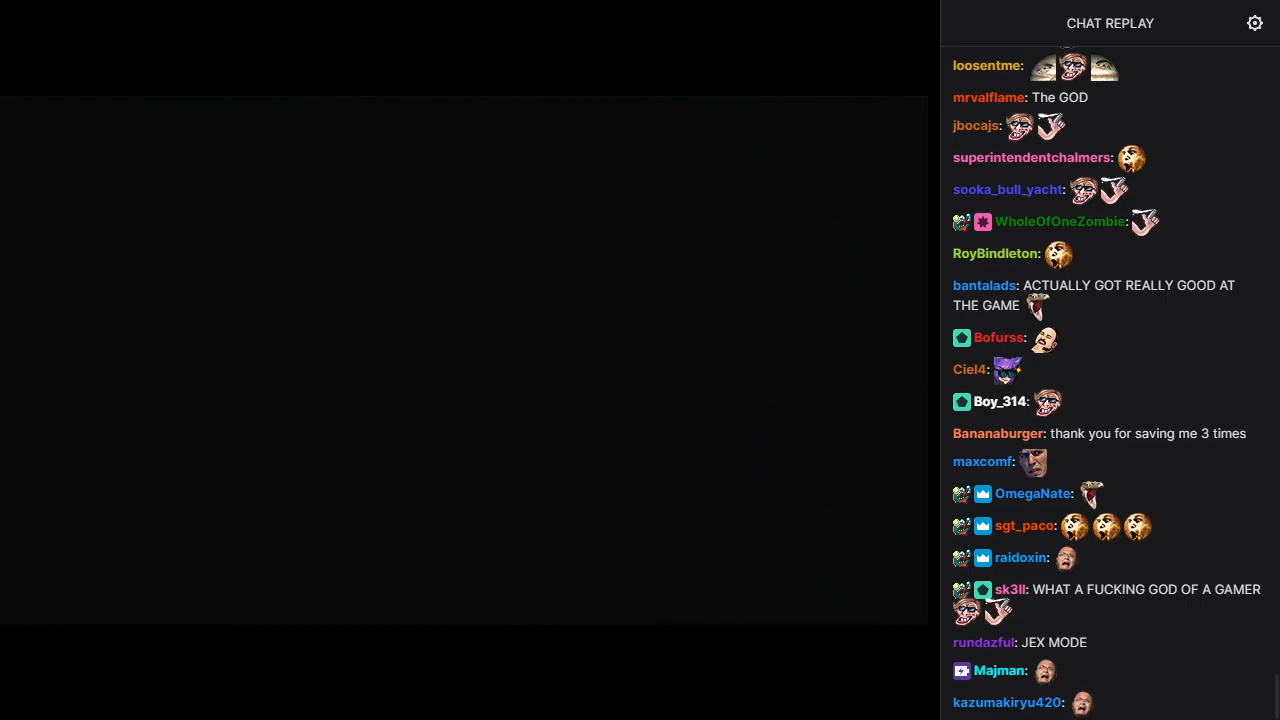 CHAT REPLAY
loosentme:
mrvalflame: The GOD
jbocajs:
superintendentchalmers:
sooka_bull_yacht:
WholeOfOneZombie:
RoyBindleton:
bantalads: ACTUALLY GOT REALLY GOOD AT
THE GAME
Bofurss:
Ciel4:
Boy_314:
Bananaburger: thank you for saving me 3 times
maxcomf:
OmegaNate:
sgt_paco:
raidoxin:
sk3ll: WHAT A FUCKING GOD OF A GAMER
rundazful: JEX MODE
Majman:
kazumakiryu420: